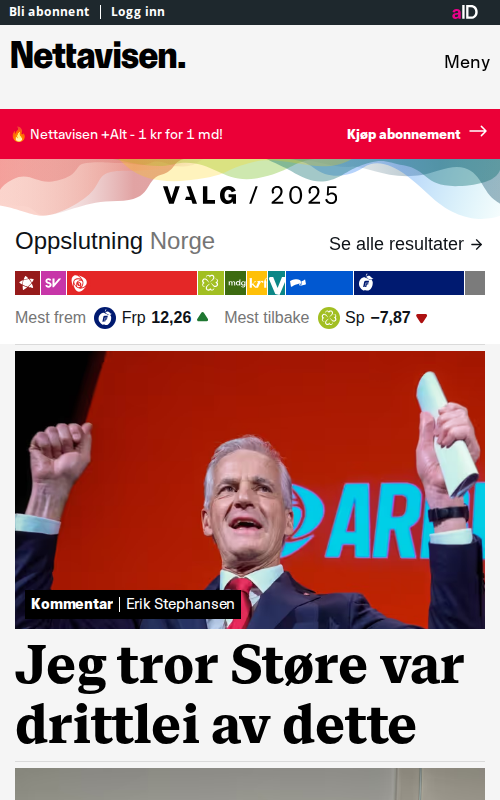 Bli abonnent | Logg inn
aID
Nettavisen.
Meny
🔥 Nettavisen +Alt - 1 kr for 1 md!
Kjøp abonnement →
VALG / 2025
Oppslutning Norge
Se alle resultater →
SV
mdg
krf
V
Mest frem Frp 12,26 Mest tilbake Sp −7,87
AR
Kommentar | Erik Stephansen
Jeg tror Støre var
drittlei av dette